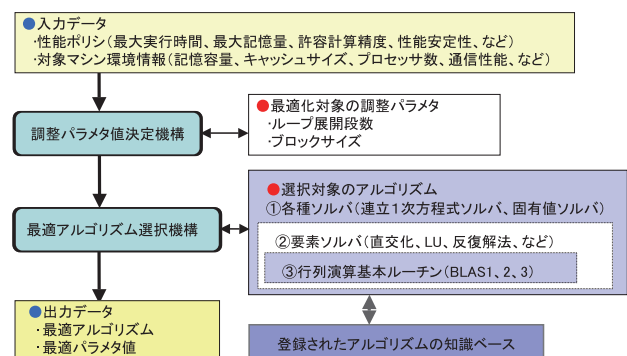 ●入力データ
・性能ポリシ(最大実行時間、最大記憶量、許容計算精度、性能安定性、など)
・対象マシン環境情報(記憶容量、キャッシュサイズ、プロセッサ数、通信性能、など)
調整パラメタ値決定機構
●最適化対象の調整パラメタ
・ループ展開段数
・ブロックサイズ
最適アルゴリズム選択機構
●選択対象のアルゴリズム
①各種ソルバ(連立1次方程式ソルバ、固有値ソルバ)
②要素ソルバ(直交化、LU、反復解法、など)
③行列演算基本ルーチン(BLAS1、2、3)
●出力データ
・最適アルゴリズム
・最適パラメタ値
登録されたアルゴリズムの知識ベース